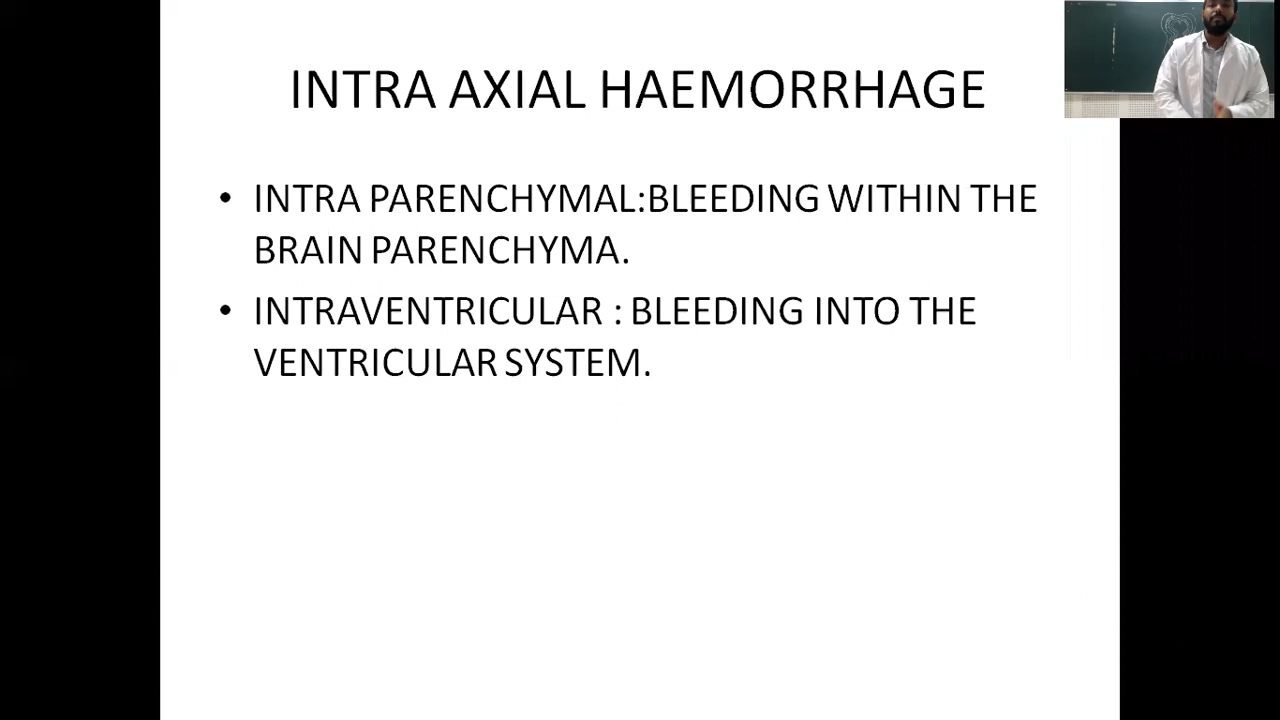 INTRA AXIAL HAEMORRHAGE
• INTRA PARENCHYMAL:BLEEDING WITHIN THE
BRAIN PARENCHYMA.
• INTRAVENTRICULAR : BLEEDING INTO THE
VENTRICULAR SYSTEM.